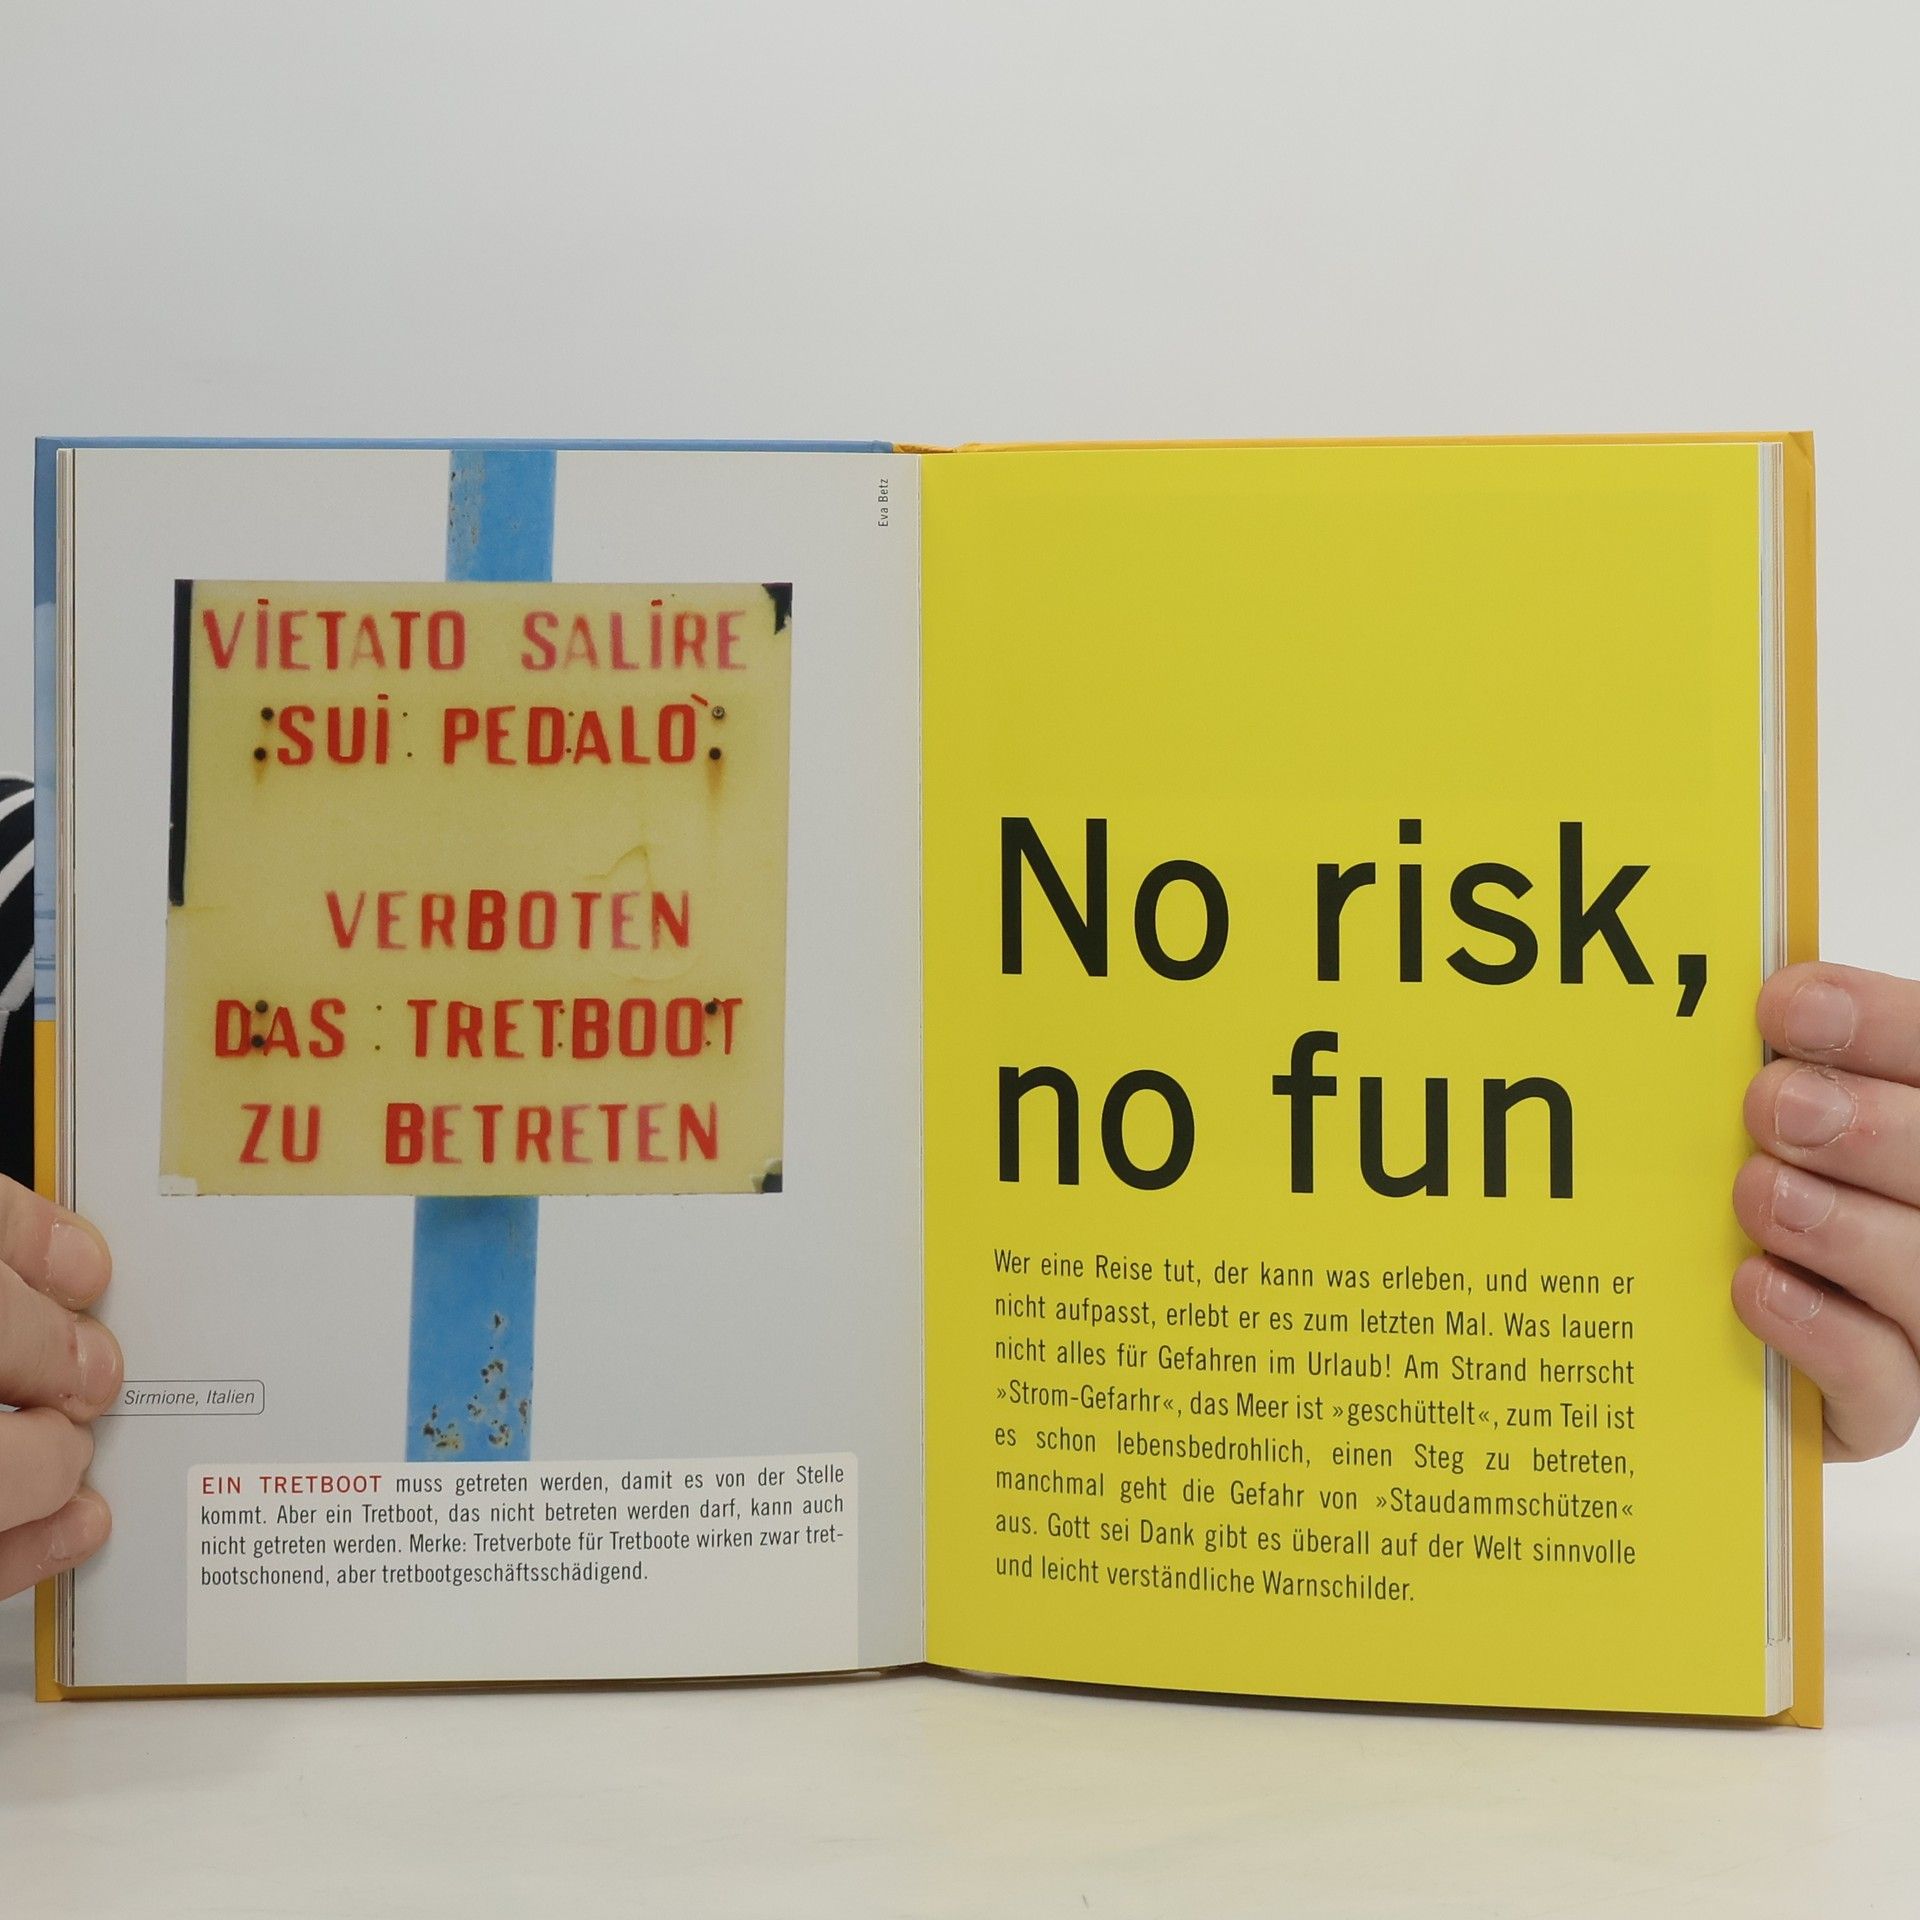 Eva Betz
VİETATO SALİRE
SUİ PEDALÒ
VERBOTEN
DAS TRETBOOT
ZU BETRETEN
Sirmione, Italien
EIN TRETBOOT muss getreten werden, damit es von der Stelle
kommt. Aber ein Tretboot, das nicht betreten werden darf, kann auch
nicht getreten werden. Merke: Tretverbote für Tretboote wirken zwar tret-
bootschonend, aber tretbootgeschäftsschädigend.
No risk,
no fun
Wer eine Reise tut, der kann was erleben, und wenn er
nicht aufpasst, erlebt er es zum letzten Mal. Was lauern
nicht alles für Gefahren im Urlaub! Am Strand herrscht
»Strom-Gefarhr«, das Meer ist »geschüttelt«, zum Teil ist
es schon lebensbedrohlich, einen Steg zu betreten,
manchmal geht die Gefahr von »Staudammschützen«
aus. Gott sei Dank gibt es überall auf der Welt sinnvolle
und leicht verständliche Warnschilder.